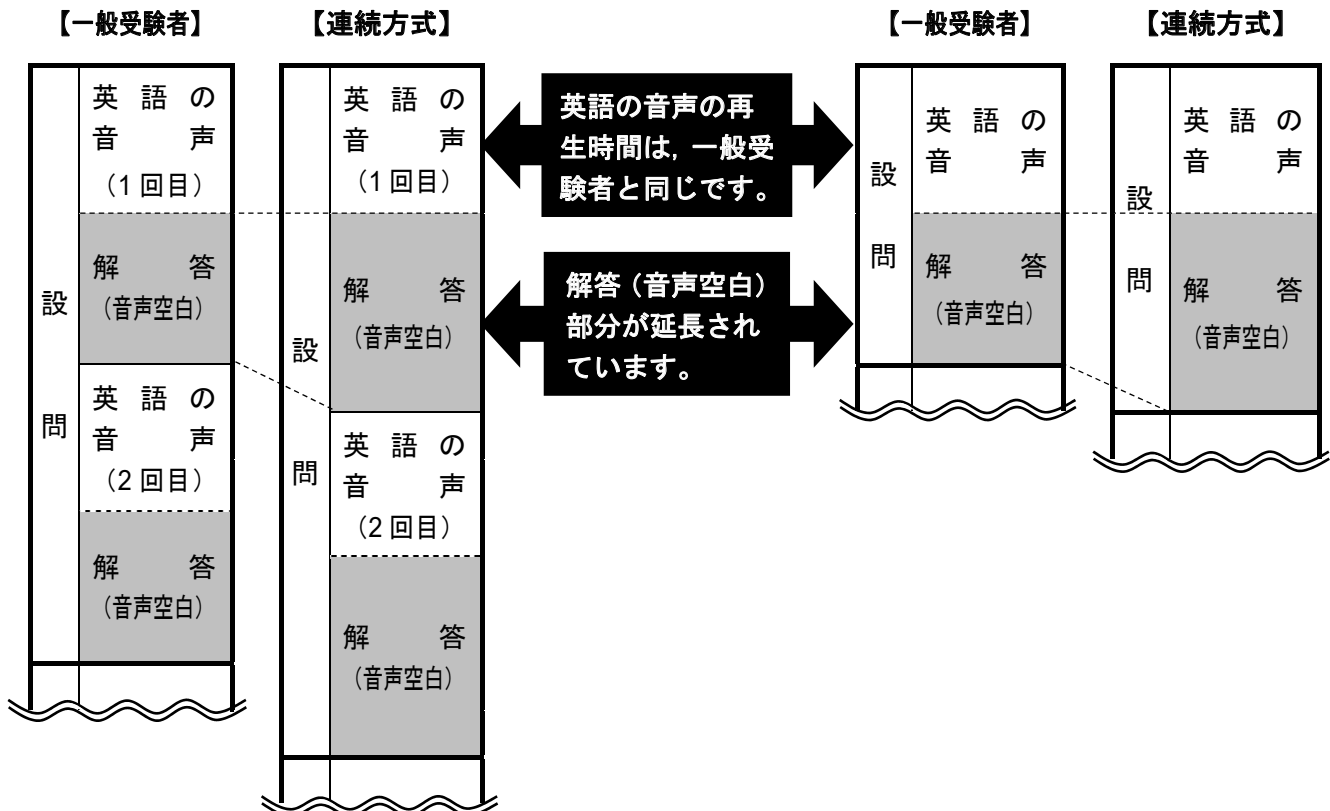 【一般受験者】
【連続方式】
英語の
音声
（1回目）
解答
（音声空白）
英語の
音声
（2回目）
解答
（音声空白）
設
問
英語の
音声
（1回目）
解答
（音声空白）
英語の
音声
（2回目）
解答
（音声空白）
設
問
英語の音声の再
生時間は，一般受
験者と同じです。
解答（音声空白）
部分が延長され
ています。
【一般受験者】
【連続方式】
設
問
英語の
音声
解答
（音声空白）
設
問
英語の
音声
解答
（音声空白）